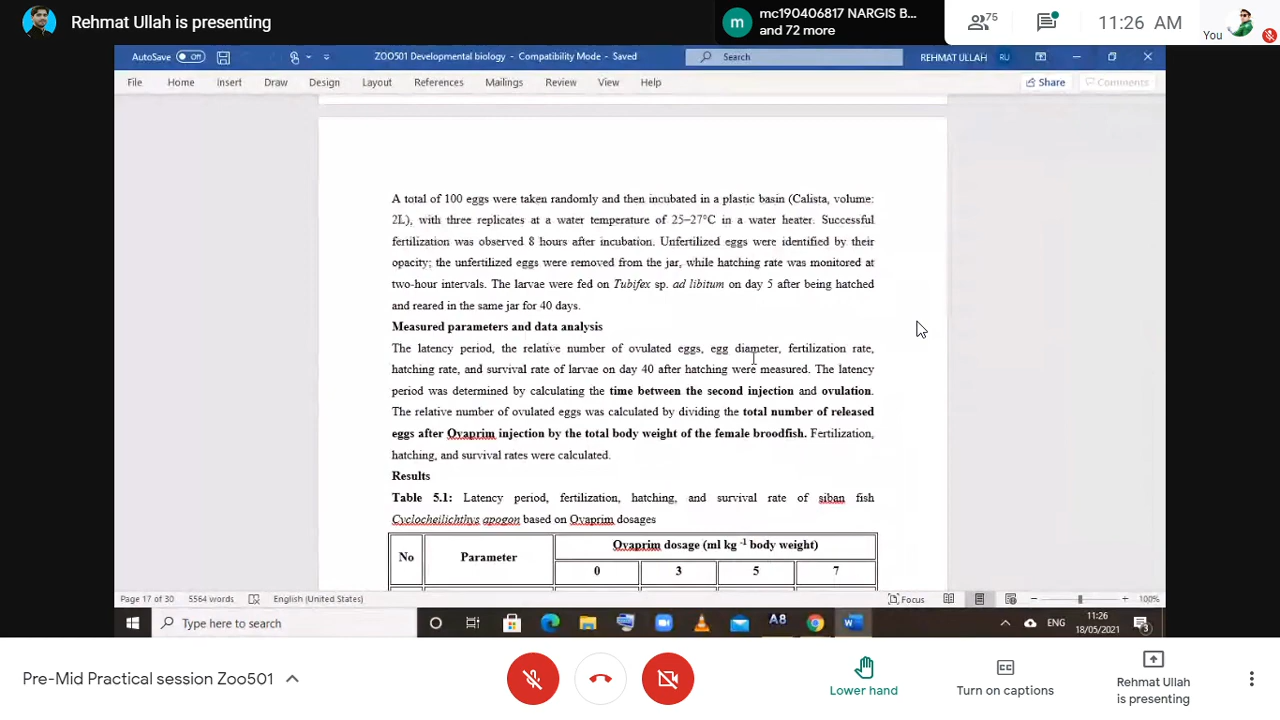 Rehmat Ullah is presenting
m
mc190406817 NARGIS B...
and 72 more
75
11:26 AM
You
AutoSave Off
ZOO501 Developmental biology - Compatibility Mode - Saved
Search
REHMAT ULLAH
RU
File Home Insert Draw Design Layout References Mailings Review View Help
Share
Comments
A total of 100 eggs were taken randomly and then incubated in a plastic basin (Calista, volume:
2L), with three replicates at a water temperature of 25–27°C in a water heater. Successful
fertilization was observed 8 hours after incubation. Unfertilized eggs were identified by their
opacity; the unfertilized eggs were removed from the jar, while hatching rate was monitored at
two-hour intervals. The larvae were fed on Tubifex sp. ad libitum on day 5 after being hatched
and reared in the same jar for 40 days.
Measured parameters and data analysis
The latency period, the relative number of ovulated eggs, egg diameter, fertilization rate,
hatching rate, and survival rate of larvae on day 40 after hatching were measured. The latency
period was determined by calculating the time between the second injection and ovulation.
The relative number of ovulated eggs was calculated by dividing the total number of released
eggs after Ovaprim injection by the total body weight of the female broodfish. Fertilization,
hatching, and survival rates were calculated.
Results
Table 5.1: Latency period, fertilization, hatching, and survival rate of siban fish
Cyclocheilichthys apogon based on Ovaprim dosages
No Parameter Ovaprim dosage (ml kg -1 body weight)
0 3 5 7
Page 17 of 30 5564 words English (United States)
Focus
100%
Type here to search
A8
ENG
11:26
18/05/2021
3
Pre-Mid Practical session Zoo501
Lower hand
Turn on captions
Rehmat Ullah
is presenting